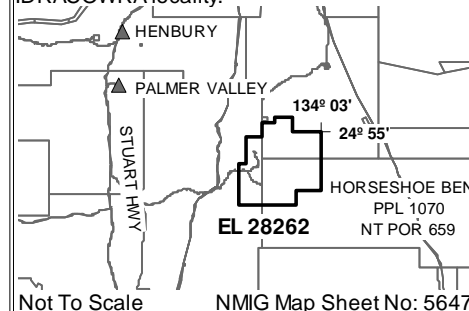 locality.
HENBURY
PALMER VALLEY
134º 03'
24º 55'
STUART HWY
HORSESHOE BEN
PPL 1070
NT POR 659
EL 28262
Not To Scale
NMIG Map Sheet No: 5647